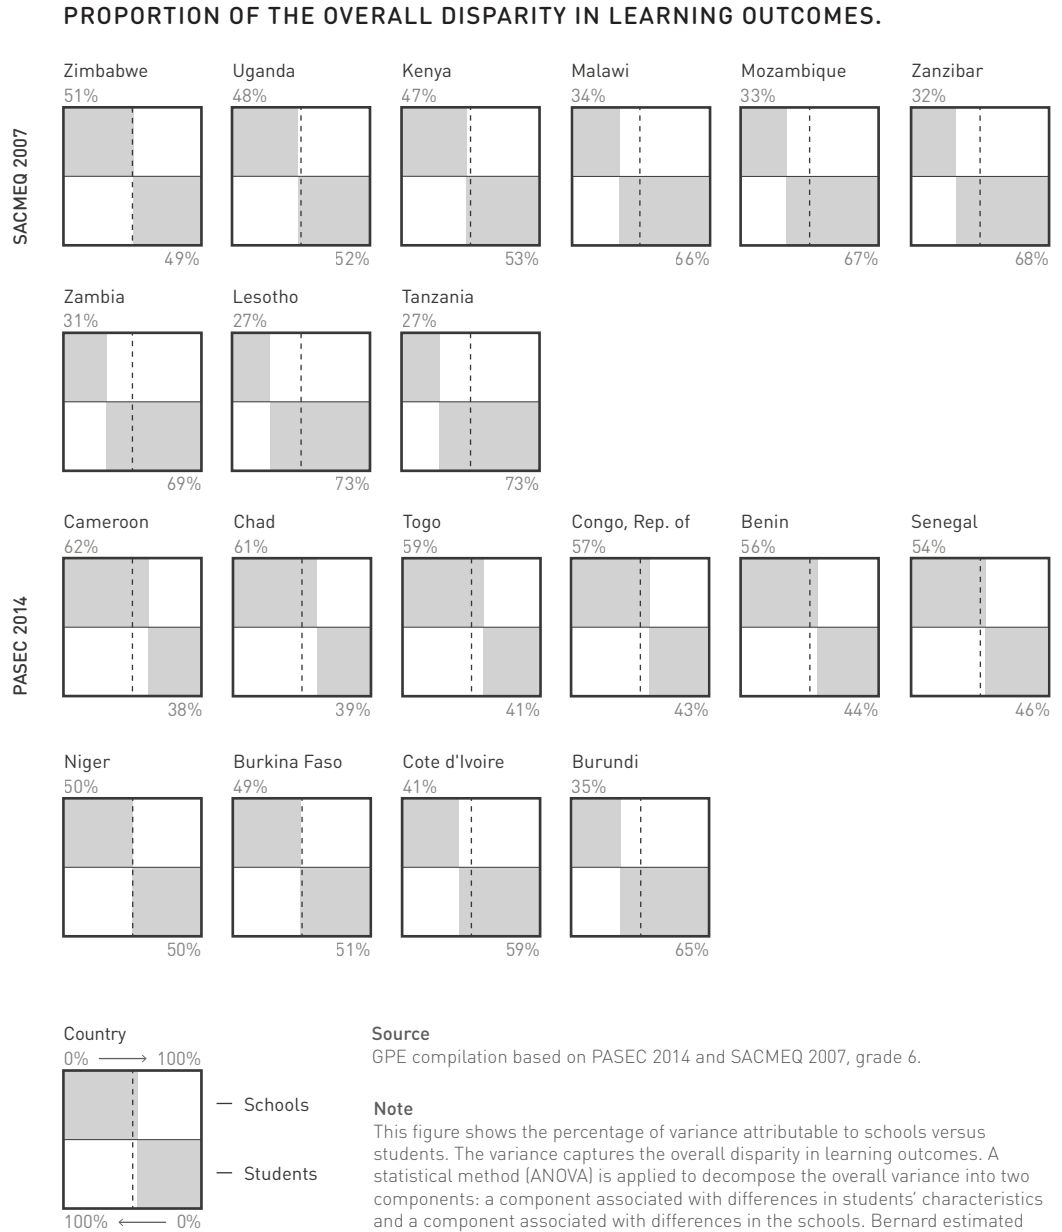 PROPORTION OF THE OVERALL DISPARITY IN LEARNING OUTCOMES.
SACMEQ 2007
Zimbabwe Uganda Kenya Malawi Mozambique Zanzibar
51% 48% 47% 34% 33% 32%
49% 52% 53% 66% 67% 68%
Zambia Lesotho Tanzania
31% 27% 27%
69% 73% 73%
PASEC 2014
Cameroon Chad Togo Congo, Rep. of Benin Senegal
62% 61% 59% 57% 56% 54%
38% 39% 41% 43% 44% 46%
Niger Burkina Faso Cote d'Ivoire Burundi
50% 49% 41% 35%
50% 51% 59% 65%
Country
0% → 100%
Schools
Students
100% ← 0%
Source
GPE compilation based on PASEC 2014 and SACMEQ 2007, grade 6.
Note
This figure shows the percentage of variance attributable to schools versus
students. The variance captures the overall disparity in learning outcomes. A
statistical method (ANOVA) is applied to decompose the overall variance into two
components: a component associated with differences in students' characteristics
and a component associated with differences in the schools. Bernard estimated